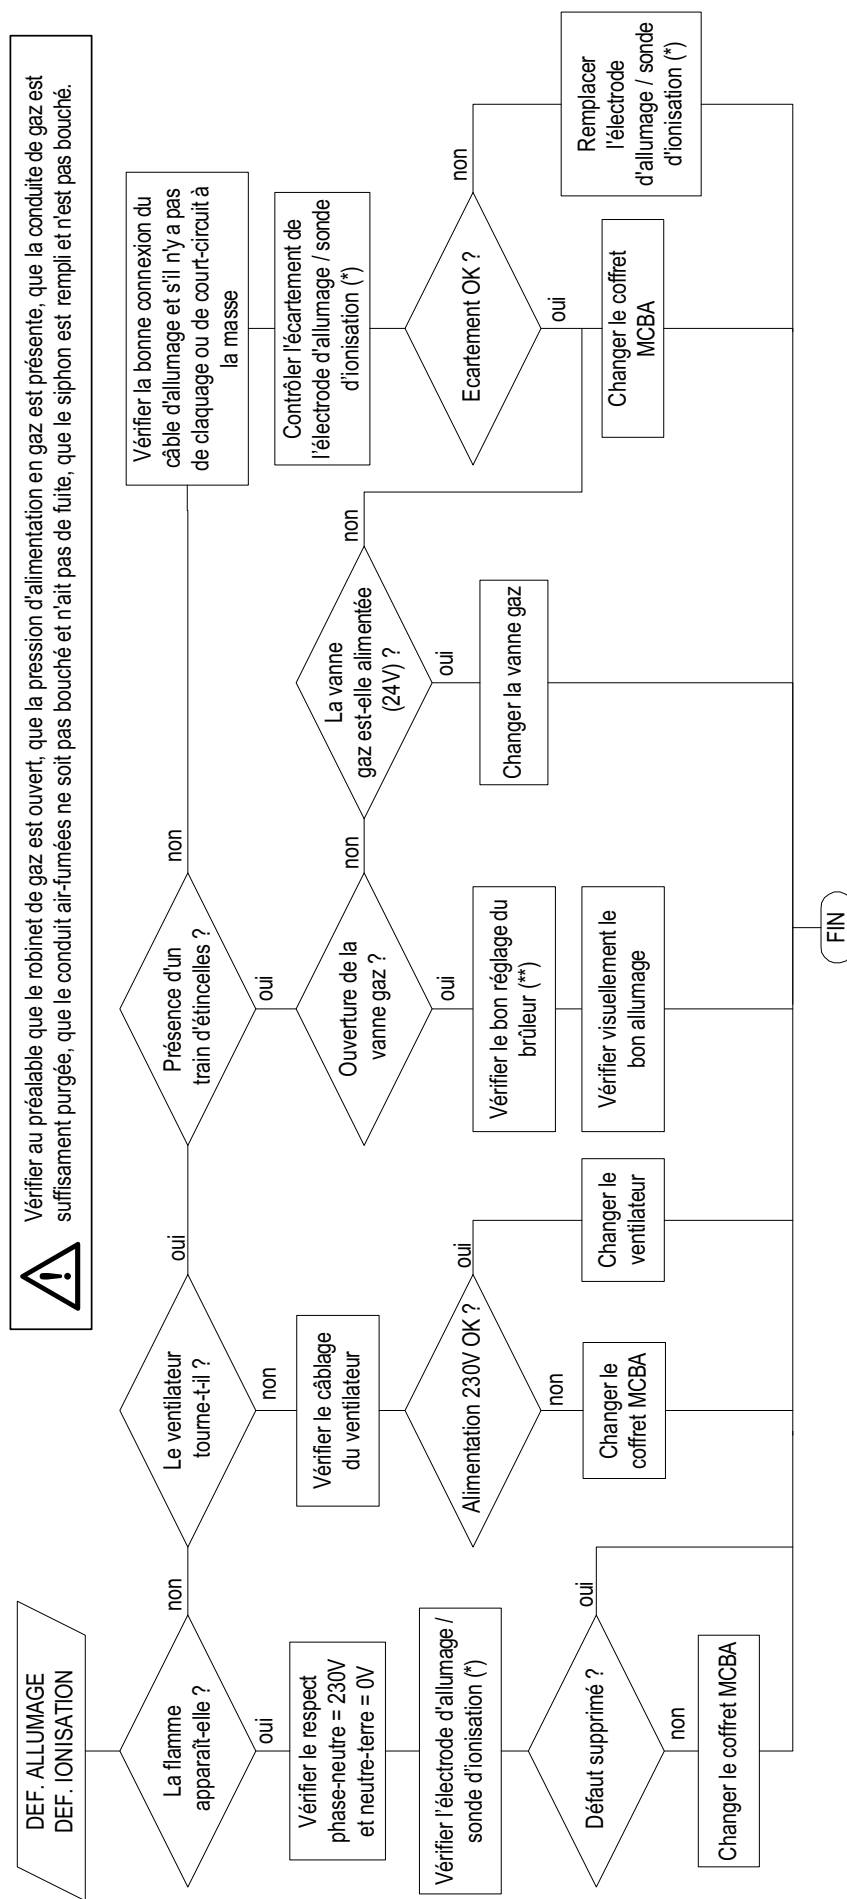 Vérifier au préalable que le robinet de gaz est ouvert, que la pression d'alimentation en gaz est présente, que la conduite de gaz est
suffisament purgée, que le conduit air-fumées ne soit pas bouché et n'ait pas de fuite, que le siphon est rempli et n'est pas bouché.
DEF. ALLUMAGE
DEF. IONISATION
La flamme
apparaît-elle ?
non
oui
Vérifier le respect
phase-neutre = 230V
et neutre-terre = 0V
Vérifier l'électrode d'allumage /
sonde d'ionisation (*)
Défaut supprimé ?
oui
non
Changer le coffret MCBA
Le ventilateur
tourne-t-il ?
oui
non
Vérifier le câblage
du ventilateur
Alimentation 230V OK ?
oui
non
Changer le
coffret MCBA
Changer le
ventilateur
Présence d'un
train d'étincelles ?
non
oui
Ouverture de la
vanne gaz ?
non
oui
Vérifier le bon réglage du
brûleur (**)
Vérifier visuellement le
bon allumage
La vanne
gaz est-elle alimentée
(24V) ?
non
oui
Changer la vanne gaz
Vérifier la bonne connexion du
câble d'allumage et s'il n'y a pas
de claquage ou de court-circuit à
la masse
Contrôler l'écartement de
l'électrode d'allumage / sonde
d'ionisation (*)
Ecartement OK ?
non
oui
Changer le coffret
MCBA
Remplacer
l'électrode
d'allumage / sonde
d'ionisation (*)
FIN